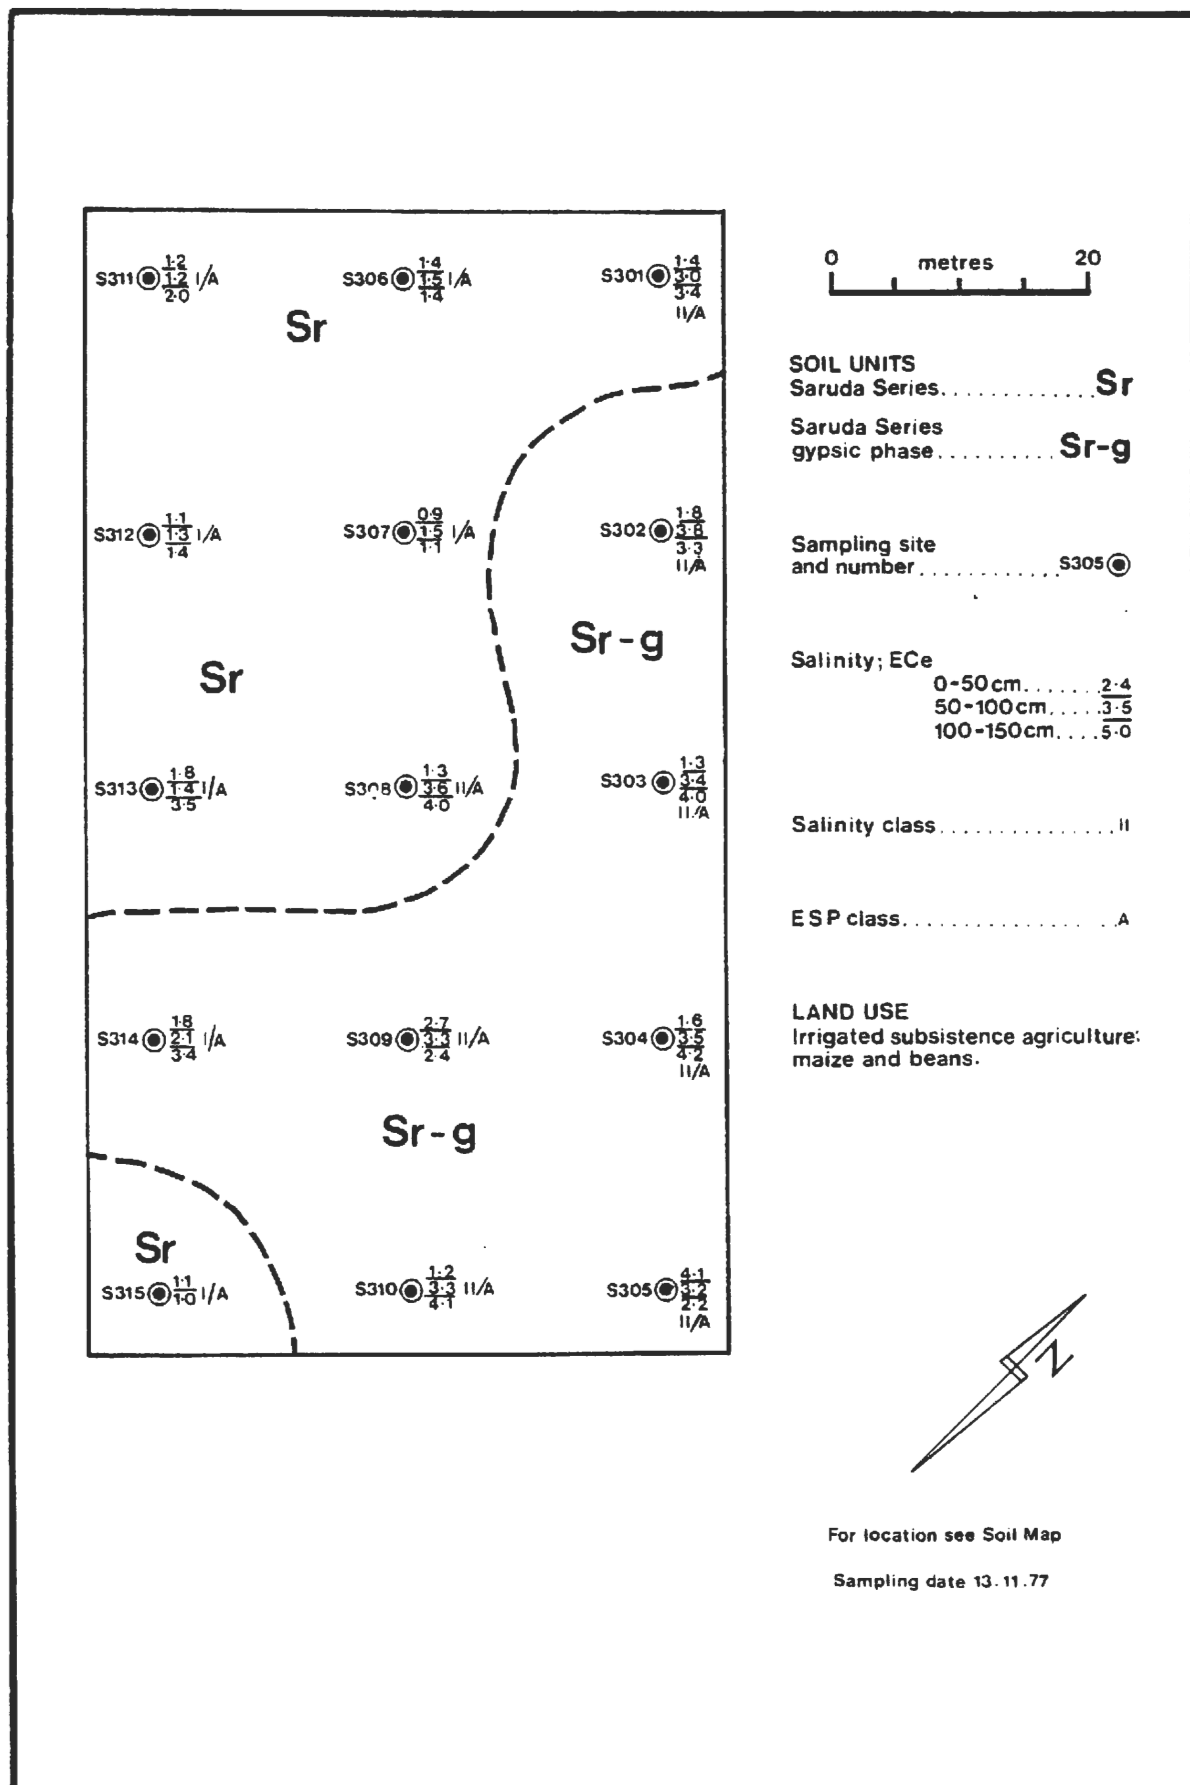 S311 1·2 1·2 2·0 I/A
S306 1·4 1·5 1·4 I/A
S301 1·4 3·0 3·4 II/A
Sr
S312 1·1 1·3 1·4 I/A
S307 0·9 1·5 1·1 I/A
S302 1·8 3·8 3·3 II/A
Sr-g
Sr
S313 1·8 1·4 3·5 I/A
S308 1·3 3·6 4·0 II/A
S303 1·3 3·4 4·0 II/A
S314 1·8 2·1 3·4 I/A
S309 2·7 3·3 2·4 II/A
S304 1·6 3·5 4·2 II/A
Sr-g
Sr
S315 1·1 1·0 I/A
S310 1·2 3·3 4·1 II/A
S305 4·1 3·2 2·2 II/A
0 metres 20
SOIL UNITS
Saruda Series............. Sr
Saruda Series
gypsic phase .......... Sr-g
Sampling site
and number ............ S305
Salinity; ECe
0-50cm....... 2·4
50-100cm..... 3·5
100-150cm.... 5·0
Salinity class............... II
ESP class................ A
LAND USE
Irrigated subsistence agriculture:
maize and beans.
N
For location see Soil Map
Sampling date 13.11.77